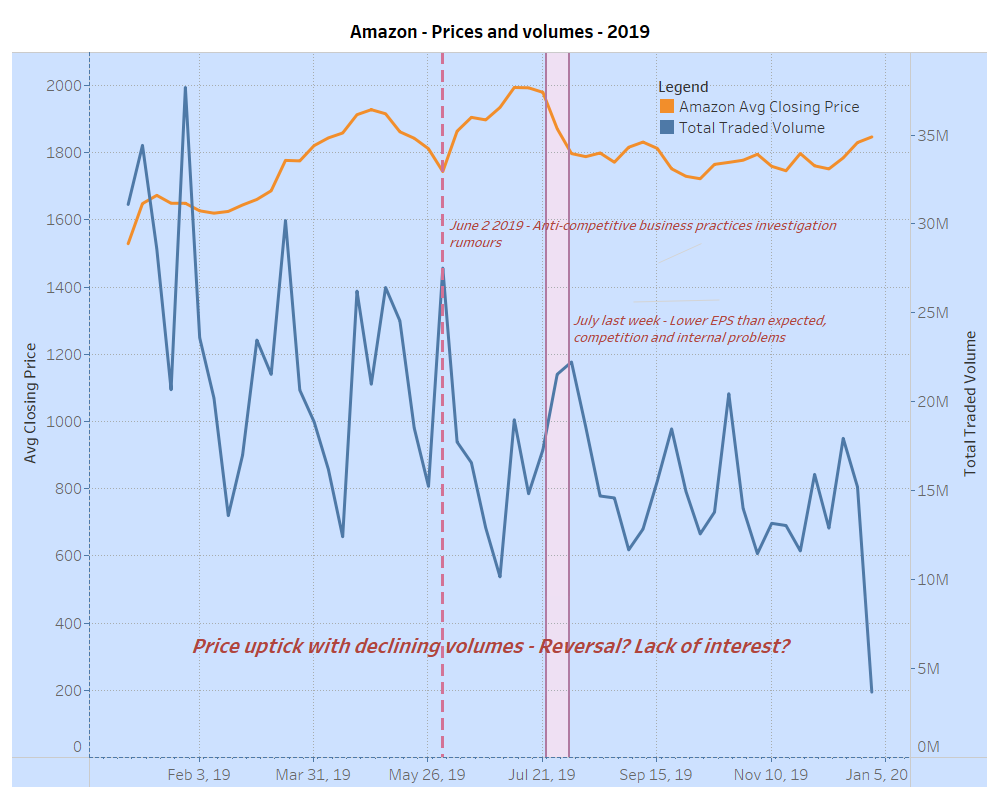 Amazon - Prices and volumes - 2019
Legend
Amazon Avg Closing Price
Total Traded Volume
2000
1800
1600
1400
1200
1000
800
600
400
200
0
Avg Closing Price
35M
30M
25M
20M
15M
10M
5M
0M
Total Traded Volume
June 2 2019 - Anti-competitive business practices investigation
rumours
July last week - Lower EPS than expected,
competition and internal problems
Price uptick with declining volumes - Reversal? Lack of interest?
Feb 3, 19
Mar 31, 19
May 26, 19
Jul 21, 19
Sep 15, 19
Nov 10, 19
Jan 5, 20